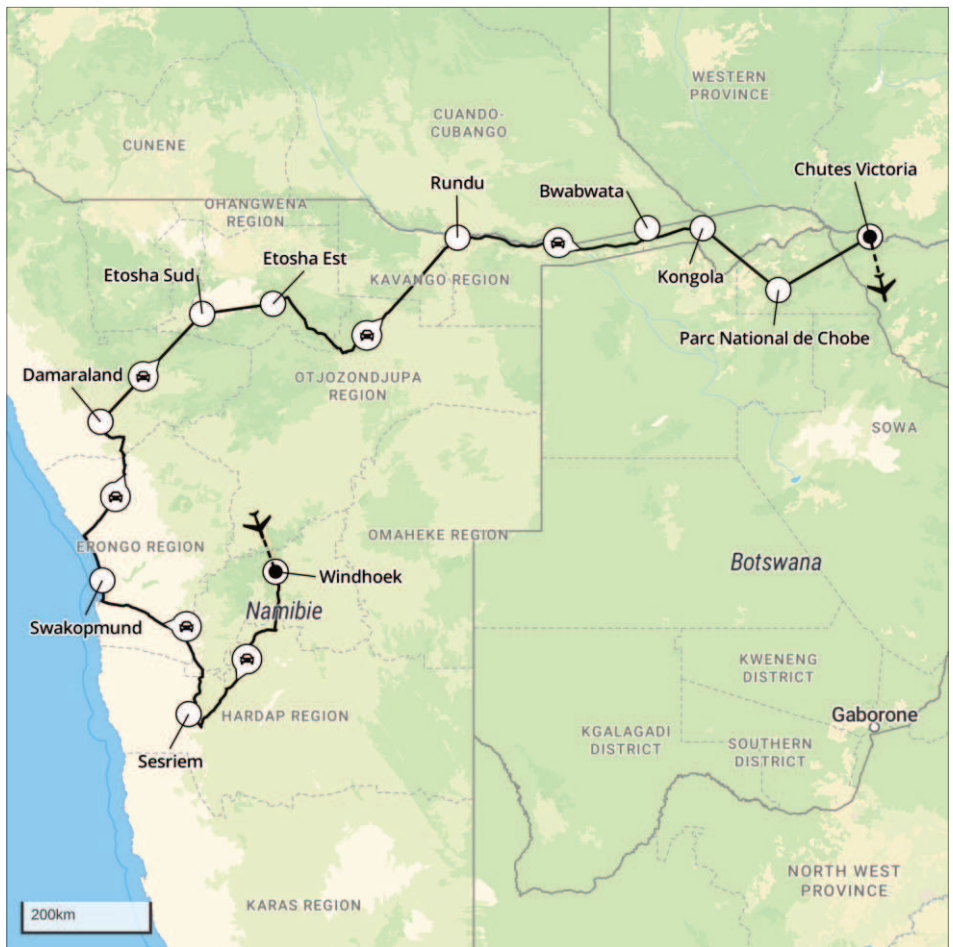 WESTERN
PROVINCE
CUANDO-
CUBANGO
CUNENE
Chutes Victoria
Rundu
Bwabwata
OHANGWENA
REGION
Etosha Est
Etosha Sud
KAVANGO REGION
Kongola
Parc National de Chobe
Damaraland
OTJOZONDJUPA
REGION
SOWA
OMAHEKE REGION
ERONGO REGION
Botswana
Windhoek
Namibie
Swakopmund
KWENENG
DISTRICT
HARDAP REGION
Gaborone
KGALAGADI
DISTRICT
SOUTHERN
DISTRICT
Sesriem
NORTH WEST
PROVINCE
KARAS REGION
200km